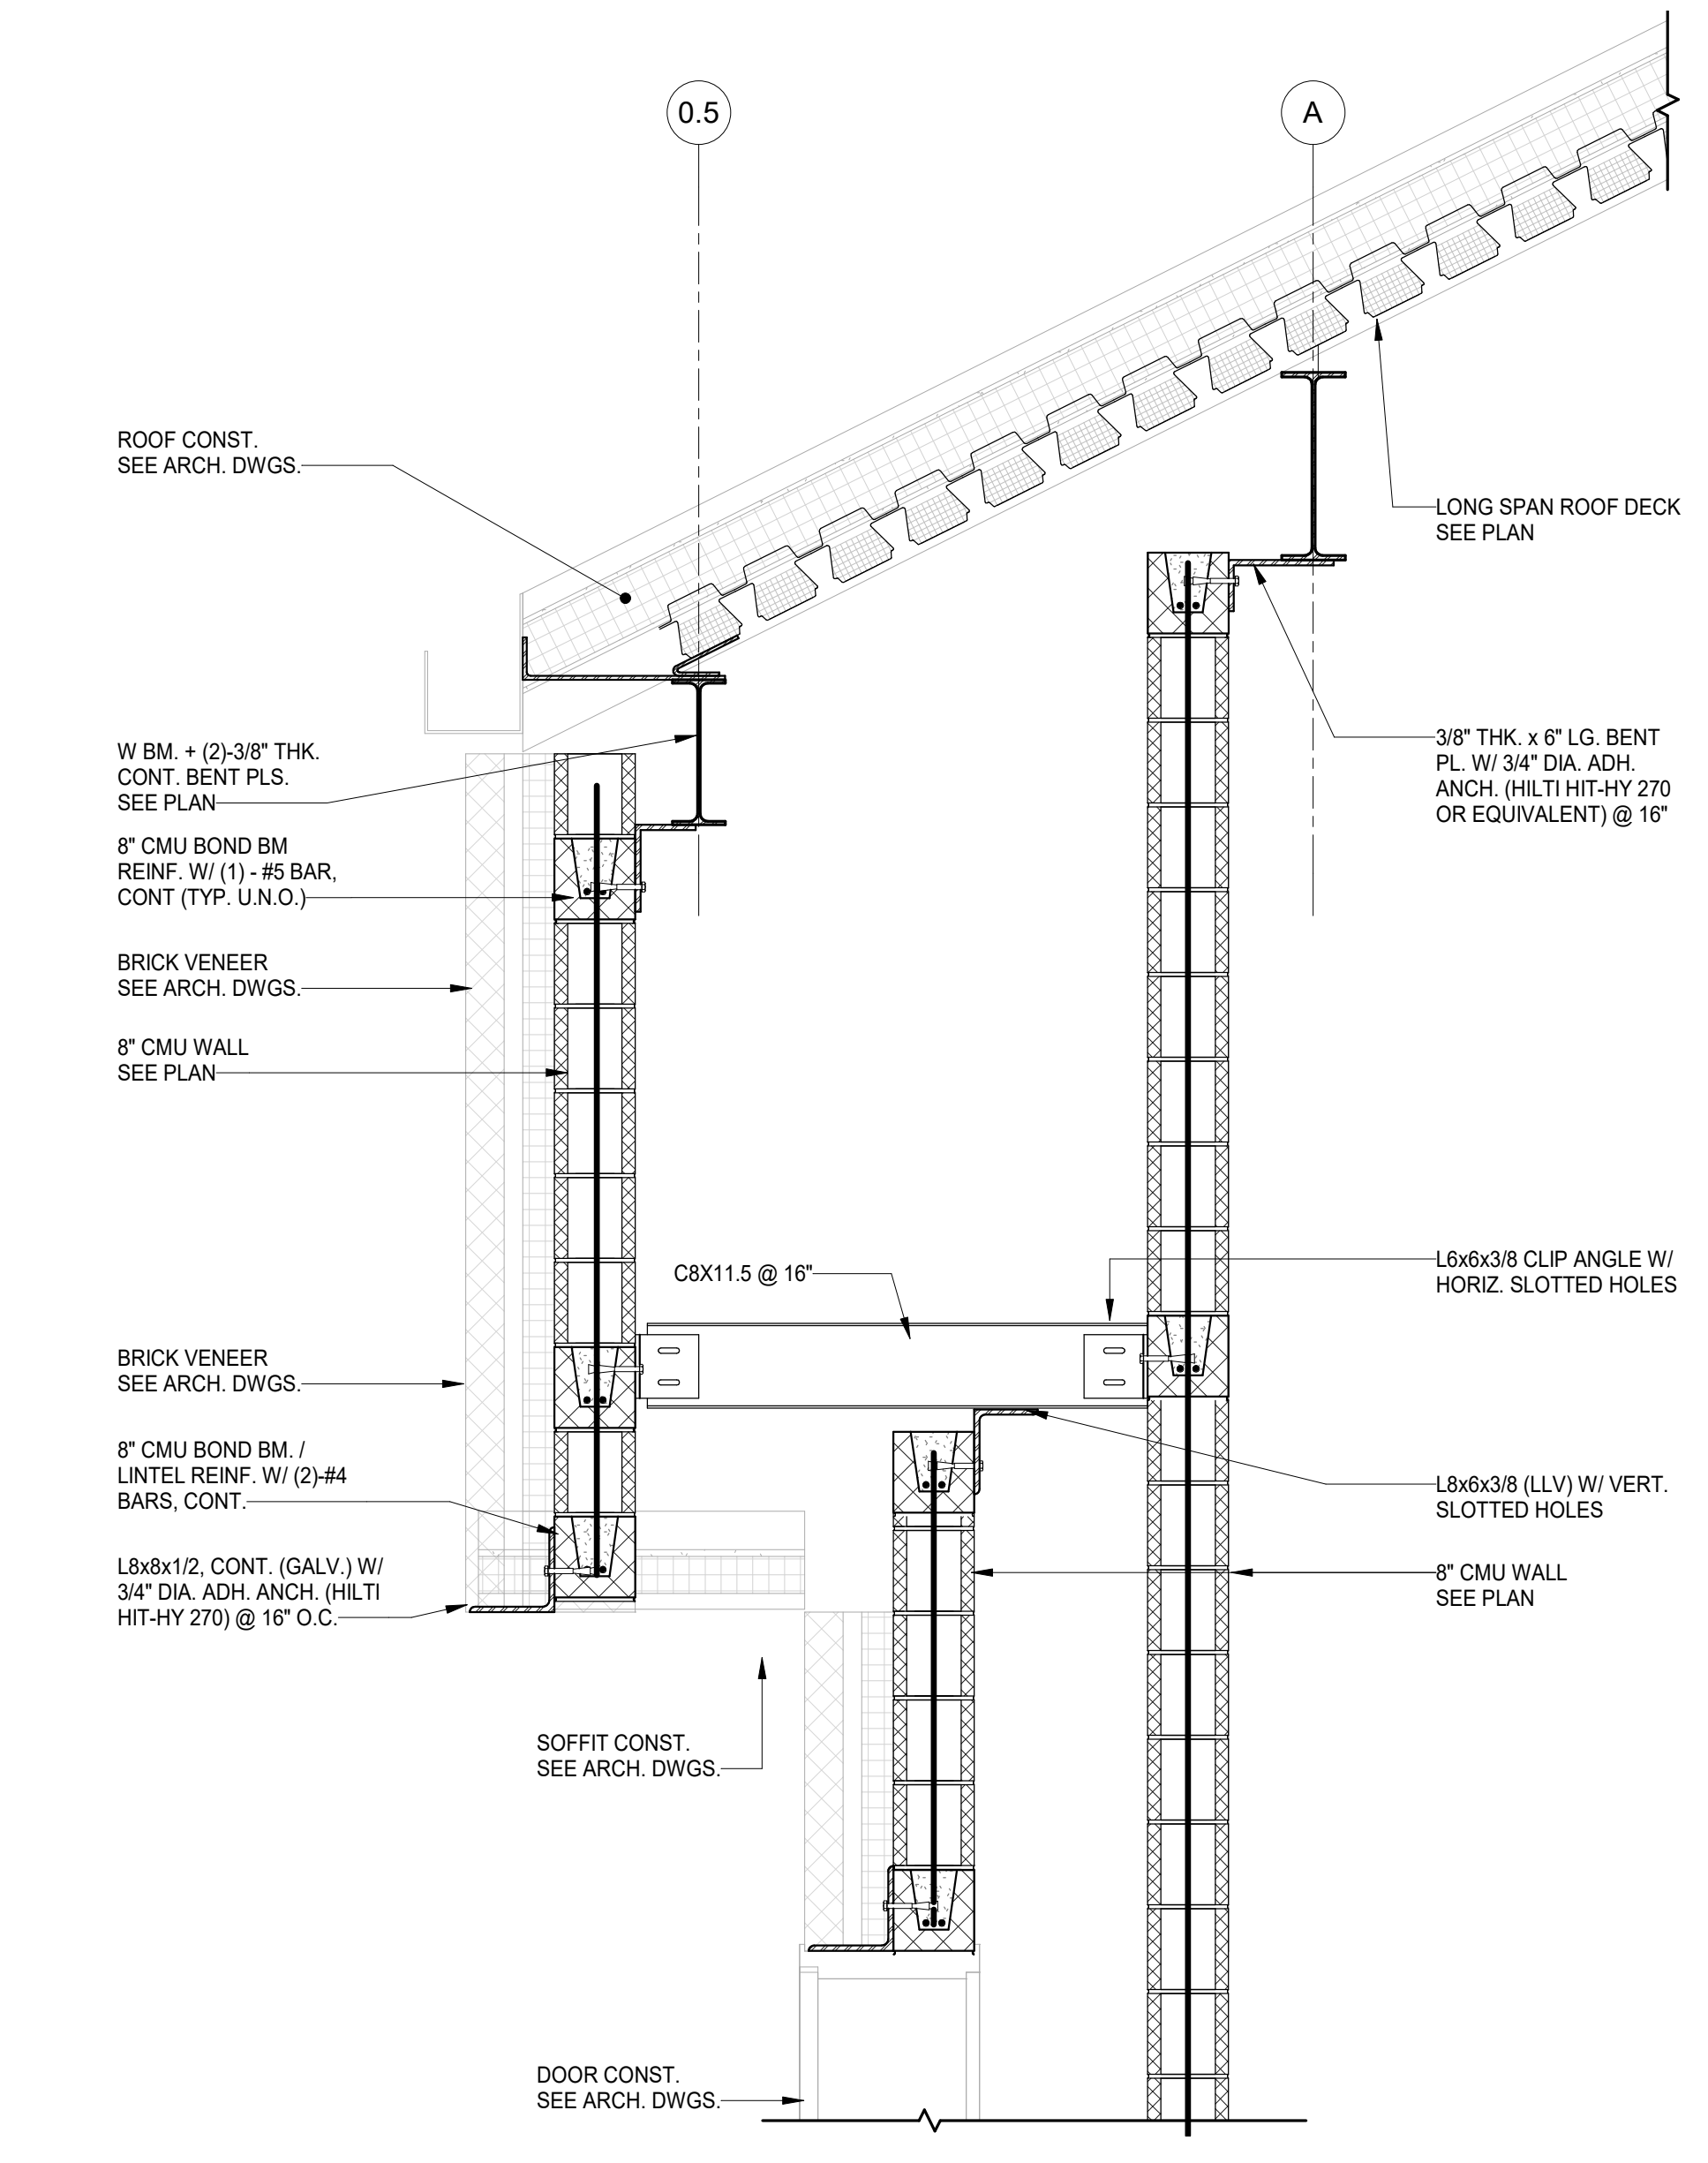 0.5
A
ROOF CONST.
SEE ARCH. DWGS.
LONG SPAN ROOF DECK
SEE PLAN
W BM. + (2)-3/8" THK.
CONT. BENT PLS.
SEE PLAN
3/8" THK. x 6" LG. BENT
PL. W/ 3/4" DIA. ADH.
ANCH. (HILTI HIT-HY 270
OR EQUIVALENT) @ 16"
8" CMU BOND BM
REINF. W/ (1) - #5 BAR,
CONT (TYP. U.N.O.)
BRICK VENEER
SEE ARCH. DWGS.
8" CMU WALL
SEE PLAN
C8X11.5 @ 16"
L6x6x3/8 CLIP ANGLE W/
HORIZ. SLOTTED HOLES
BRICK VENEER
SEE ARCH. DWGS.
8" CMU BOND BM. /
LINTEL REINF. W/ (2)-#4
BARS, CONT.
L8x6x3/8 (LLV) W/ VERT.
SLOTTED HOLES
L8x8x1/2, CONT. (GALV.) W/
3/4" DIA. ADH. ANCH. (HILTI
HIT-HY 270) @ 16" O.C.
8" CMU WALL
SEE PLAN
SOFFIT CONST.
SEE ARCH. DWGS.
DOOR CONST.
SEE ARCH. DWGS.